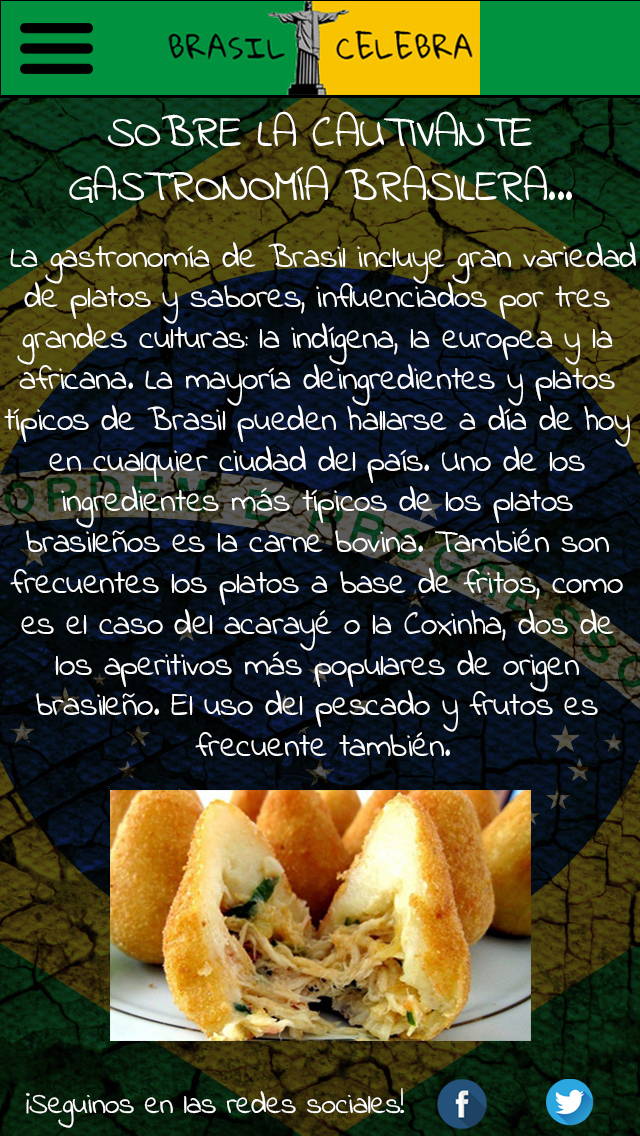 BRASIL CELEBRA
SOBRE LA CAUTIVANTE
GASTRONOMÍA BRASILERA...
La gastronomía de Brasil incluye gran variedad
de platos y sabores, influenciados por tres
grandes culturas: la indígena, la europea y la
africana. La mayoría deingredientes y platos
típicos de Brasil pueden hallarse a día de hoy
en cualquier ciudad del país. Uno de los
ingredientes más típicos de los platos
brasileños es la carne bovina. También son
frecuentes los platos a base de fritos, como
es el caso del acarayé o la Coxinha, dos de
los aperitivos más populares de origen
brasileño. El uso del pescado y frutos es
frecuente también.
¡Seguinos en las redes sociales!